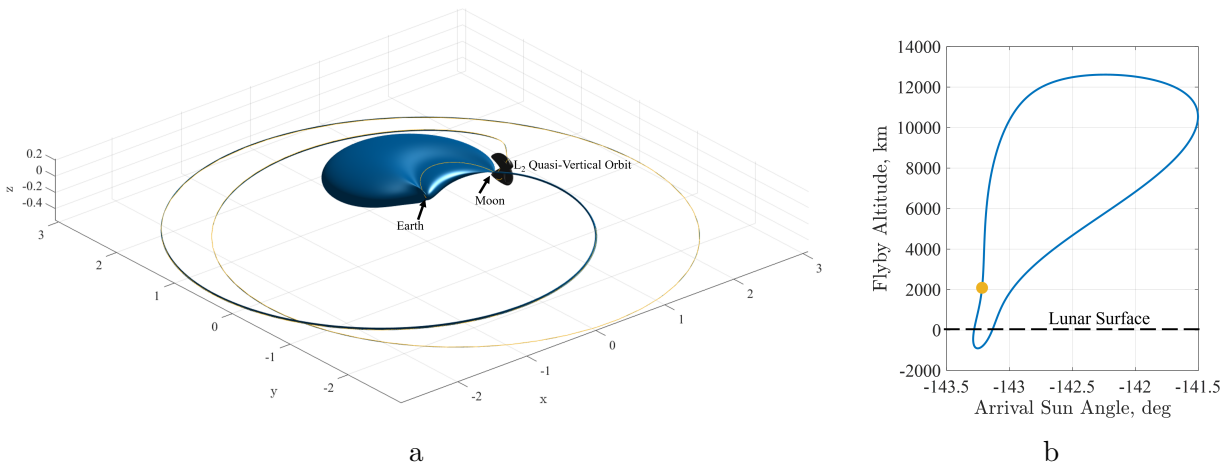 0.2
0
-0.2
-0.4
z
3
2
1
0
-1
-2
y
-2
-1
0
1
2
3
x
L₂ Quasi-Vertical Orbit
Moon
Earth
a
14000
12000
10000
8000
6000
4000
2000
0
-2000
Flyby Altitude, km
Lunar Surface
-143.5 -143 -142.5 -142 -141.5
Arrival Sun Angle, deg
b